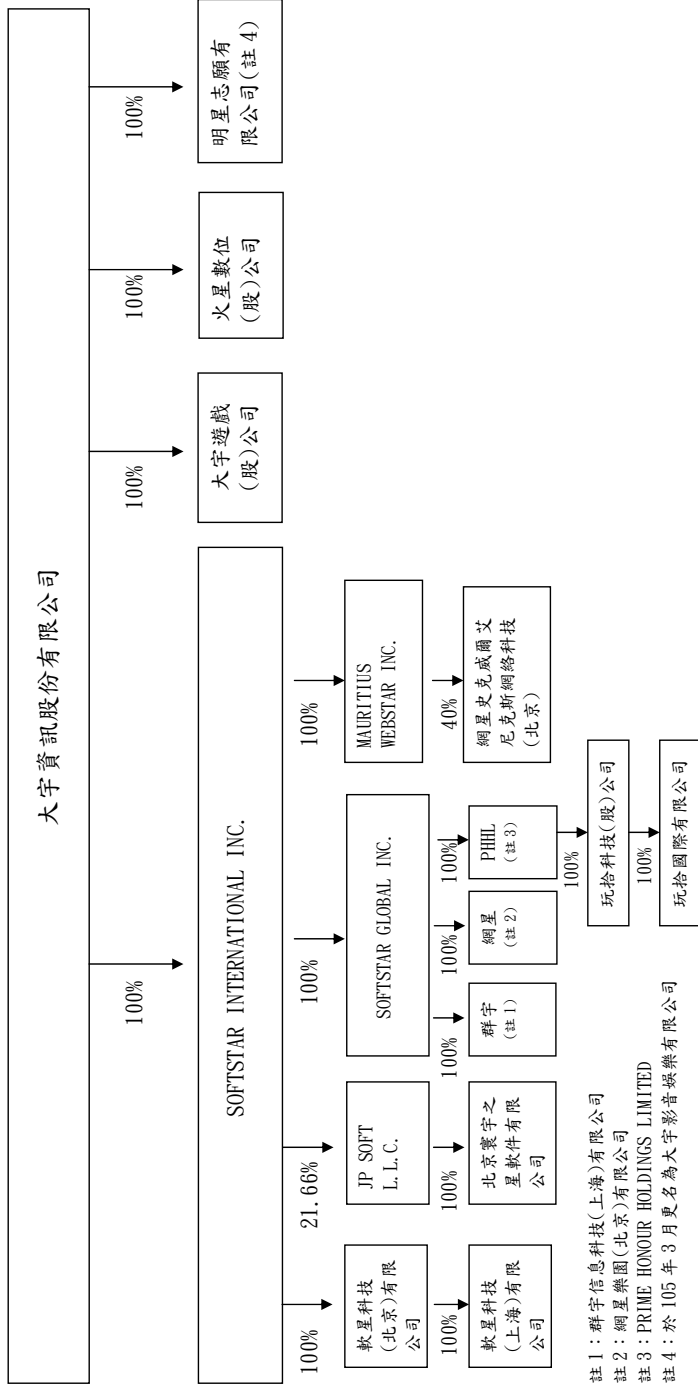 大宇資訊股份有限公司
100%
100%
100%
100%
SOFTSTAR INTERNATIONAL INC.
大宇遊戲
(股)公司
火星數位
(股)公司
明星志願有
限公司(註 4)
100%
21.66%
100%
100%
軟星科技
(北京)有限
公司
JP SOFT
L.L.C.
SOFTSTAR GLOBAL INC.
MAURITIUS
WEBSTAR INC.
100%
100%
100%
100%
100%
40%
軟星科技
(上海)有限
公司
北京寰宇之
星軟件有限
公司
群宇
(註 1)
網星
(註 2)
PHHL
(註 3)
網星史克威爾艾
尼克斯網絡科技
(北京)
100%
玩拾科技(股)公司
100%
玩拾國際有限公司
註 1：群宇信息科技(上海)有限公司
註 2：網星樂園(北京)有限公司
註 3：PRIME HONOUR HOLDINGS LIMITED
註 4：於 105 年 3 月更名為大宇影音娛樂有限公司